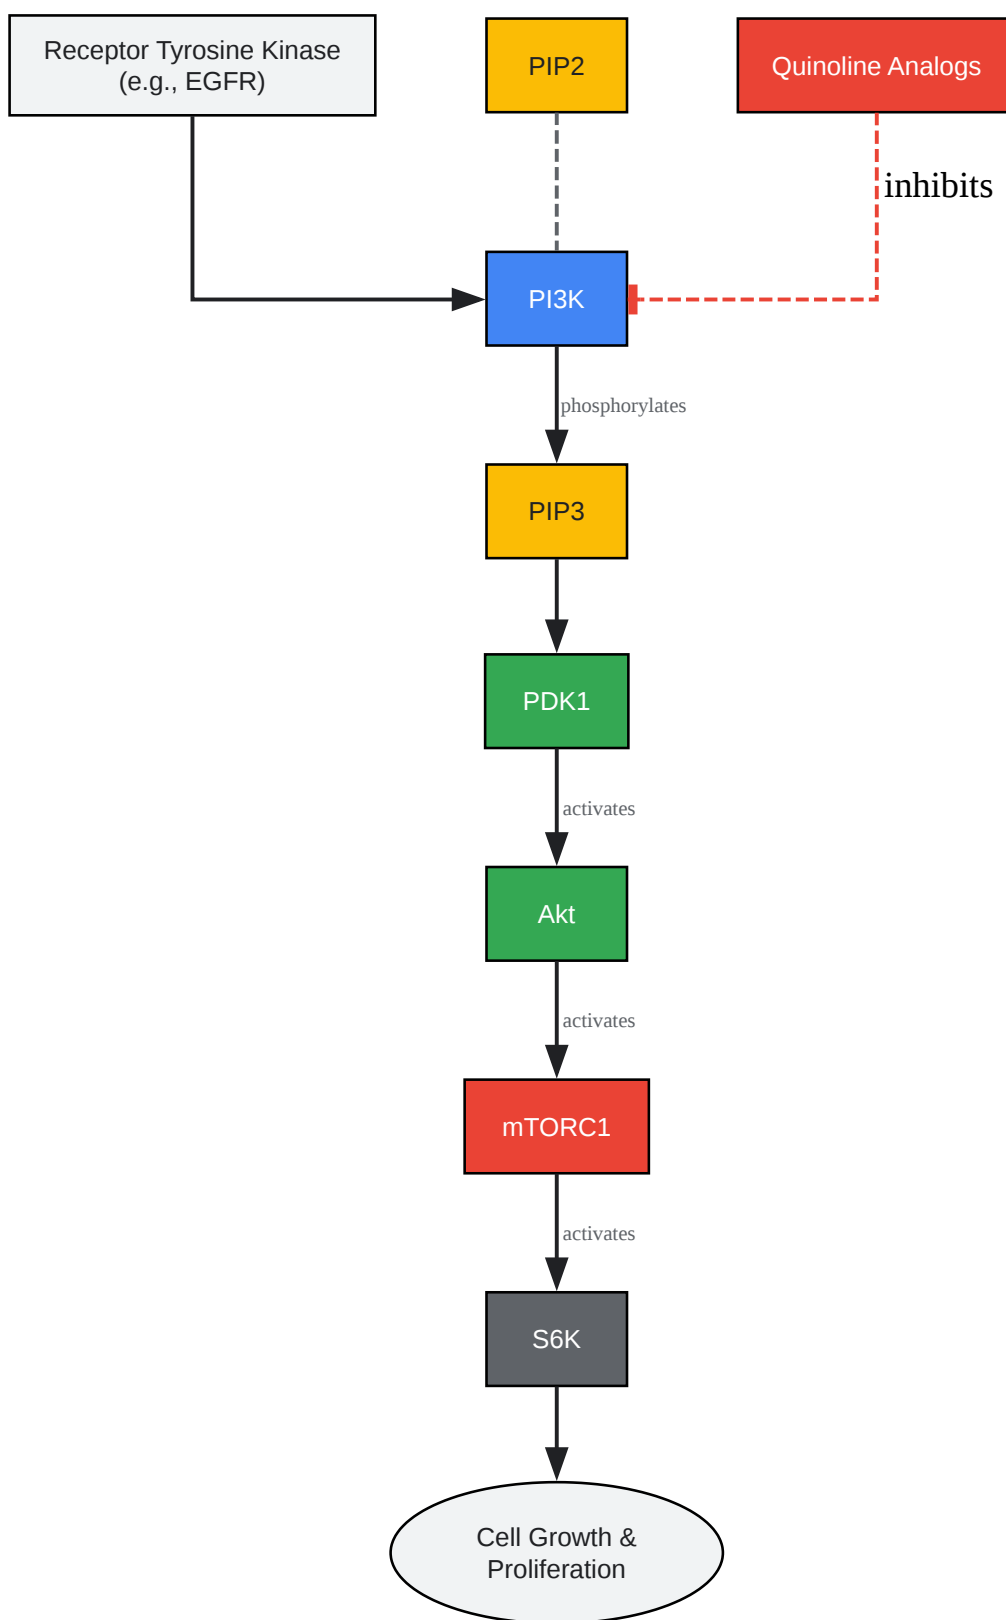 Receptor Tyrosine Kinase
(e.g., EGFR)
PIP2
Quinoline Analogs
inhibits
PI3K
phosphorylates
PIP3
PDK1
activates
Akt
activates
mTORC1
activates
S6K
Cell Growth &
Proliferation